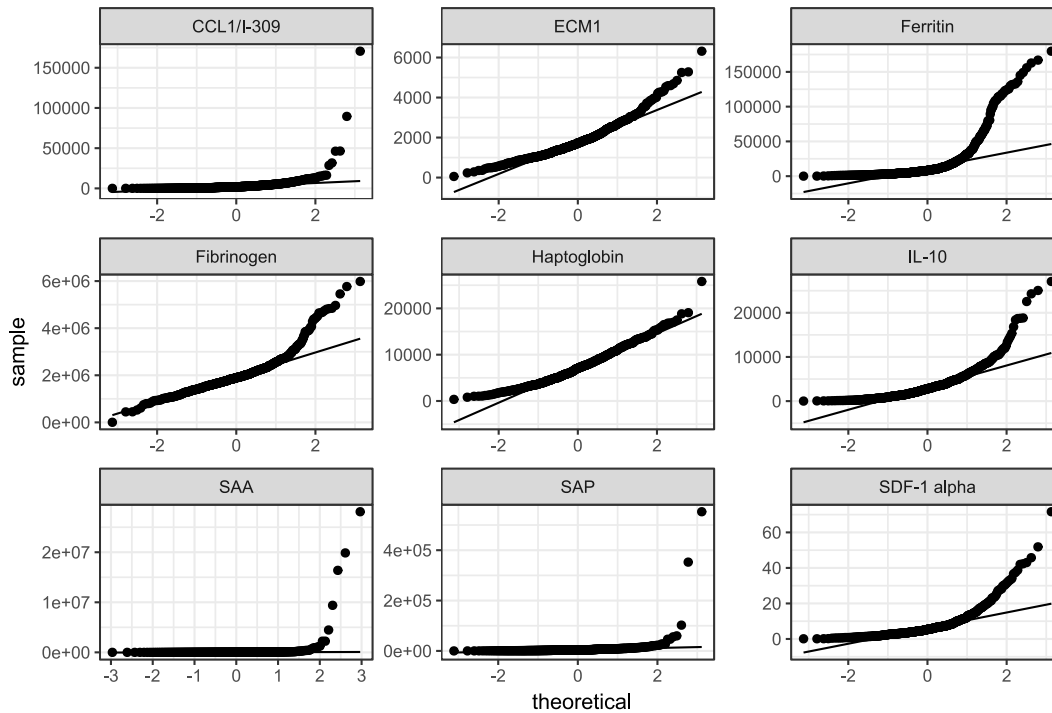 CCL1/I-309 ECM1 Ferritin
150000 6000 150000
100000 4000 100000
50000 2000 50000
0 0 0
-2 0 2 -2 0 2 -2 0 2
Fibrinogen Haptoglobin IL-10
6e+06 20000 20000
4e+06 10000 10000
2e+06 0 0
0e+00
-2 0 2 -2 0 2 -2 0 2
sample
SAA SAP SDF-1 alpha
2e+07 4e+05 60
1e+07 2e+05 40
0e+00 0e+00 20
0
-3 -2 -1 0 1 2 3 -2 0 2 -2 0 2
theoretical